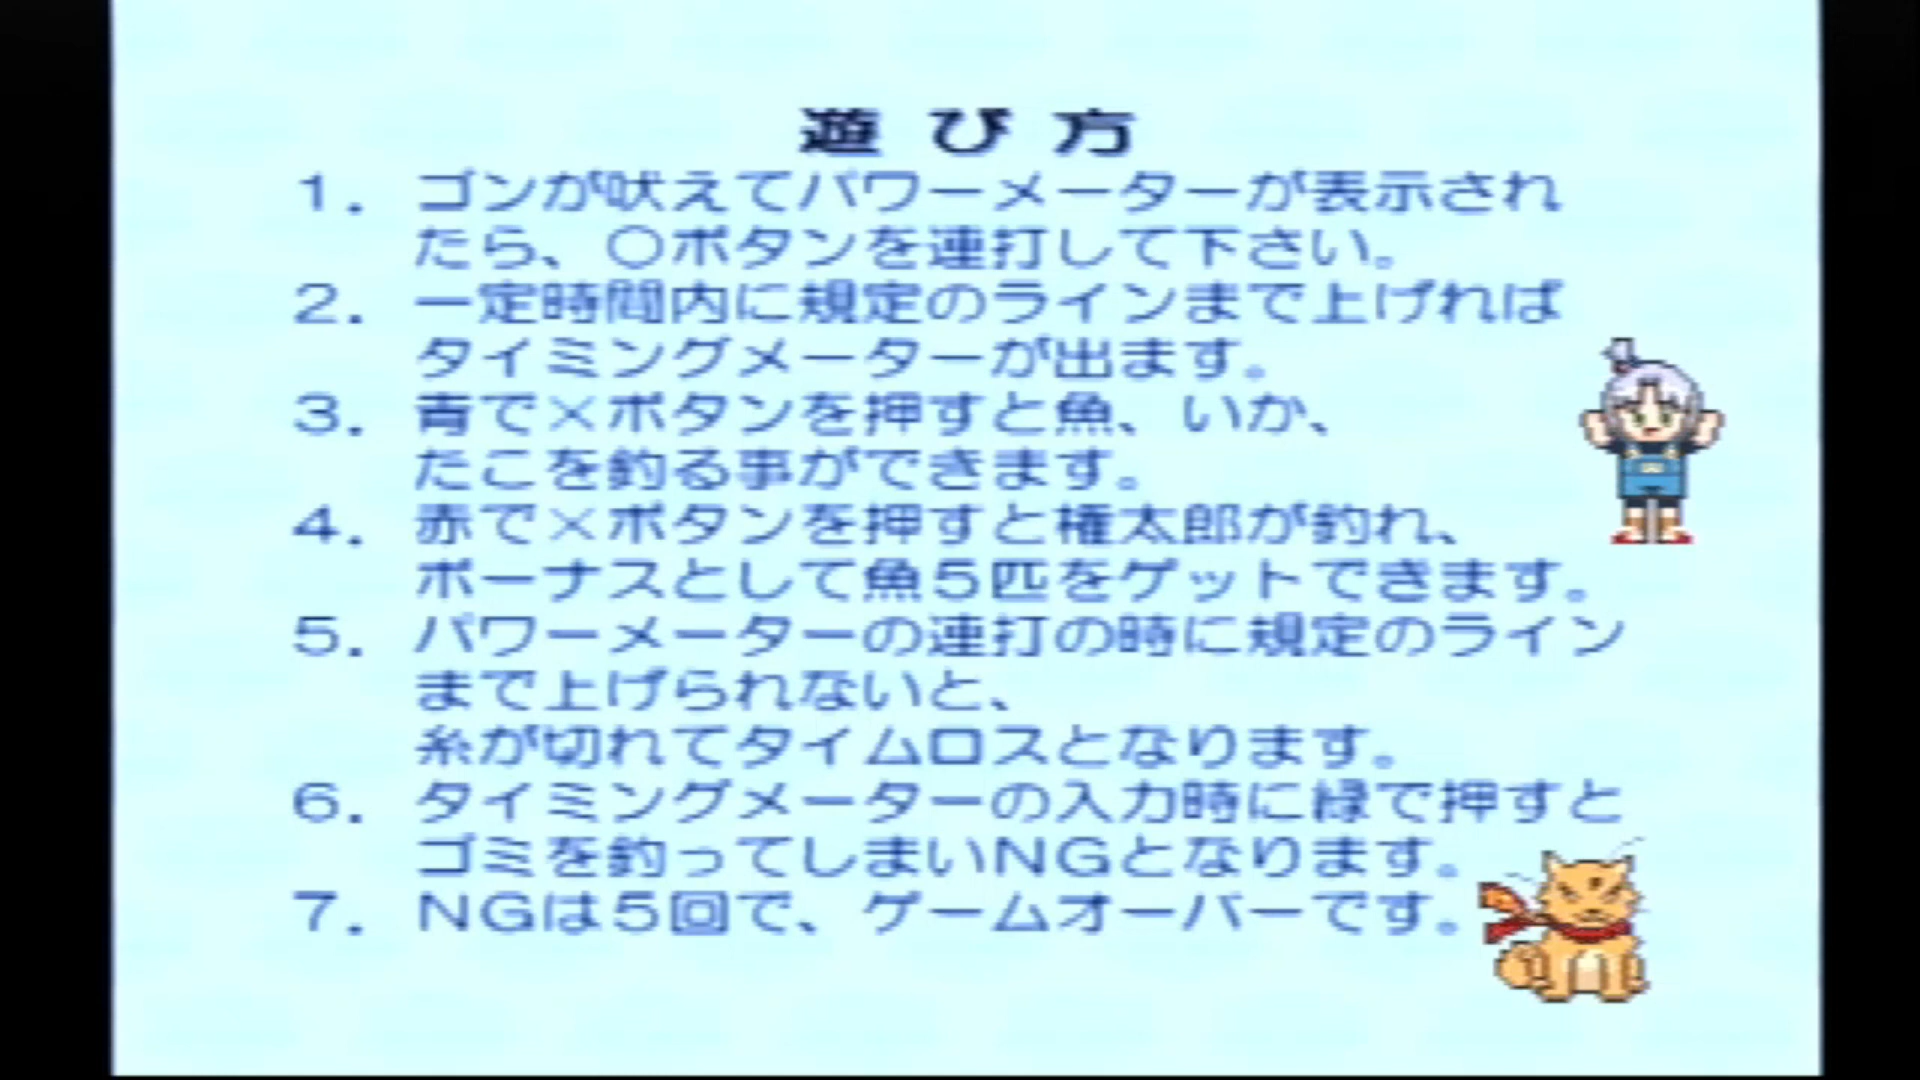 遊び方
1．ゴンが吠えてパワーメーターが表示され
たら、○ボタンを連打して下さい。
2．一定時間内に規定のラインまで上げれば
タイミングメーターが出ます。
3．青で×ボタンを押すと魚、いか、
たこを釣る事ができます。
4．赤で×ボタンを押すと権太郎が釣れ、
ボーナスとして魚5匹をゲットできます。
5．パワーメーターの連打の時に規定のライン
まで上げられないと、
糸が切れてタイムロスとなります。
6．タイミングメーターの入力時に緑で押すと
ゴミを釣ってしまいNGとなります。
7．NGは5回で、ゲームオーバーです。